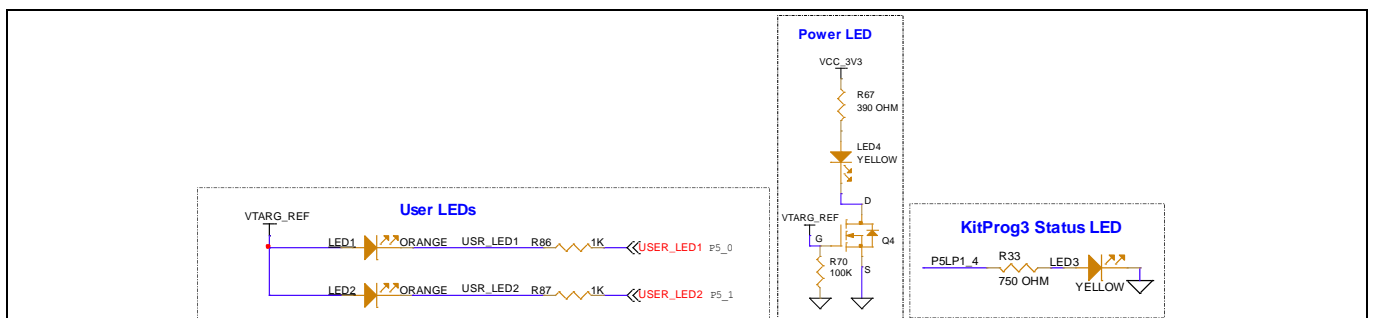 Power LED
VCC_3V3
R67
390 OHM
LED4
YELLOW
D
VTARG_REF
G
Q4
R70
100K
S
User LEDs
VTARG_REF
LED1 ORANGE USR_LED1 R86 1K USER_LED1 P5_0
LED2 ORANGE USR_LED2 R87 1K USER_LED2 P5_1
KitProg3 Status LED
P5LP1_4 R33 LED3
750 OHM YELLOW